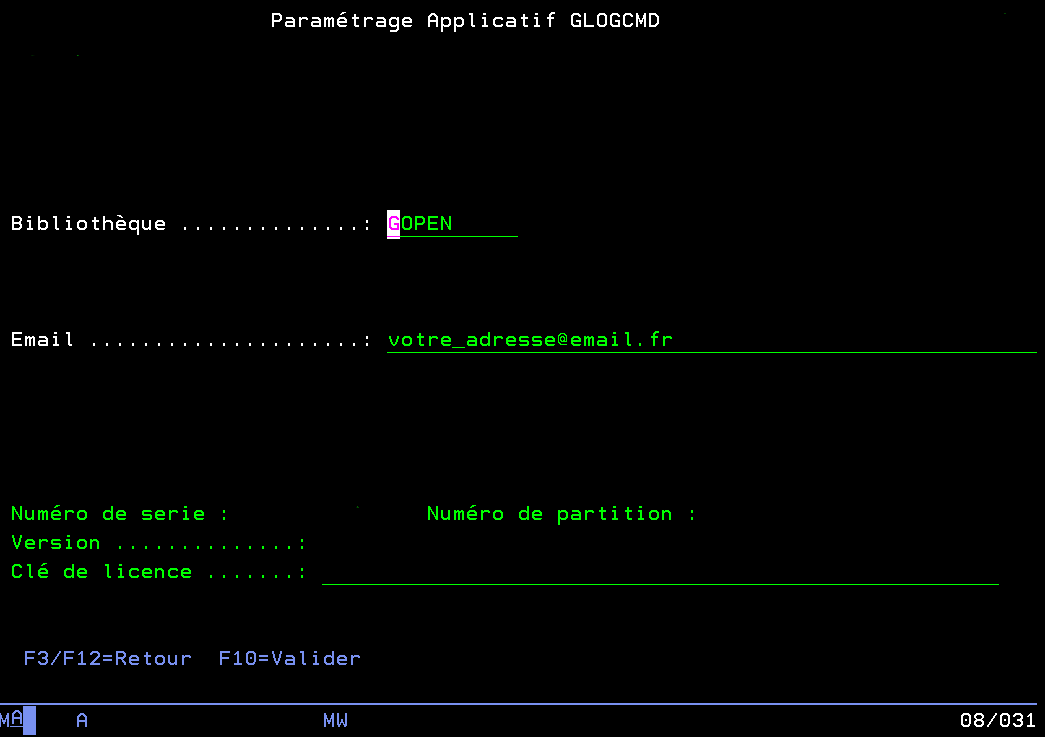 Paramétrage Applicatif GLOGCMD
Bibliothèque ..............: GOPEN
Email .....................: votre_adresse@email.fr
Numéro de serie : Numéro de partition :
Version ..............:
Clé de licence .......:
F3/F12=Retour F10=Valider
MA A MW 08/031